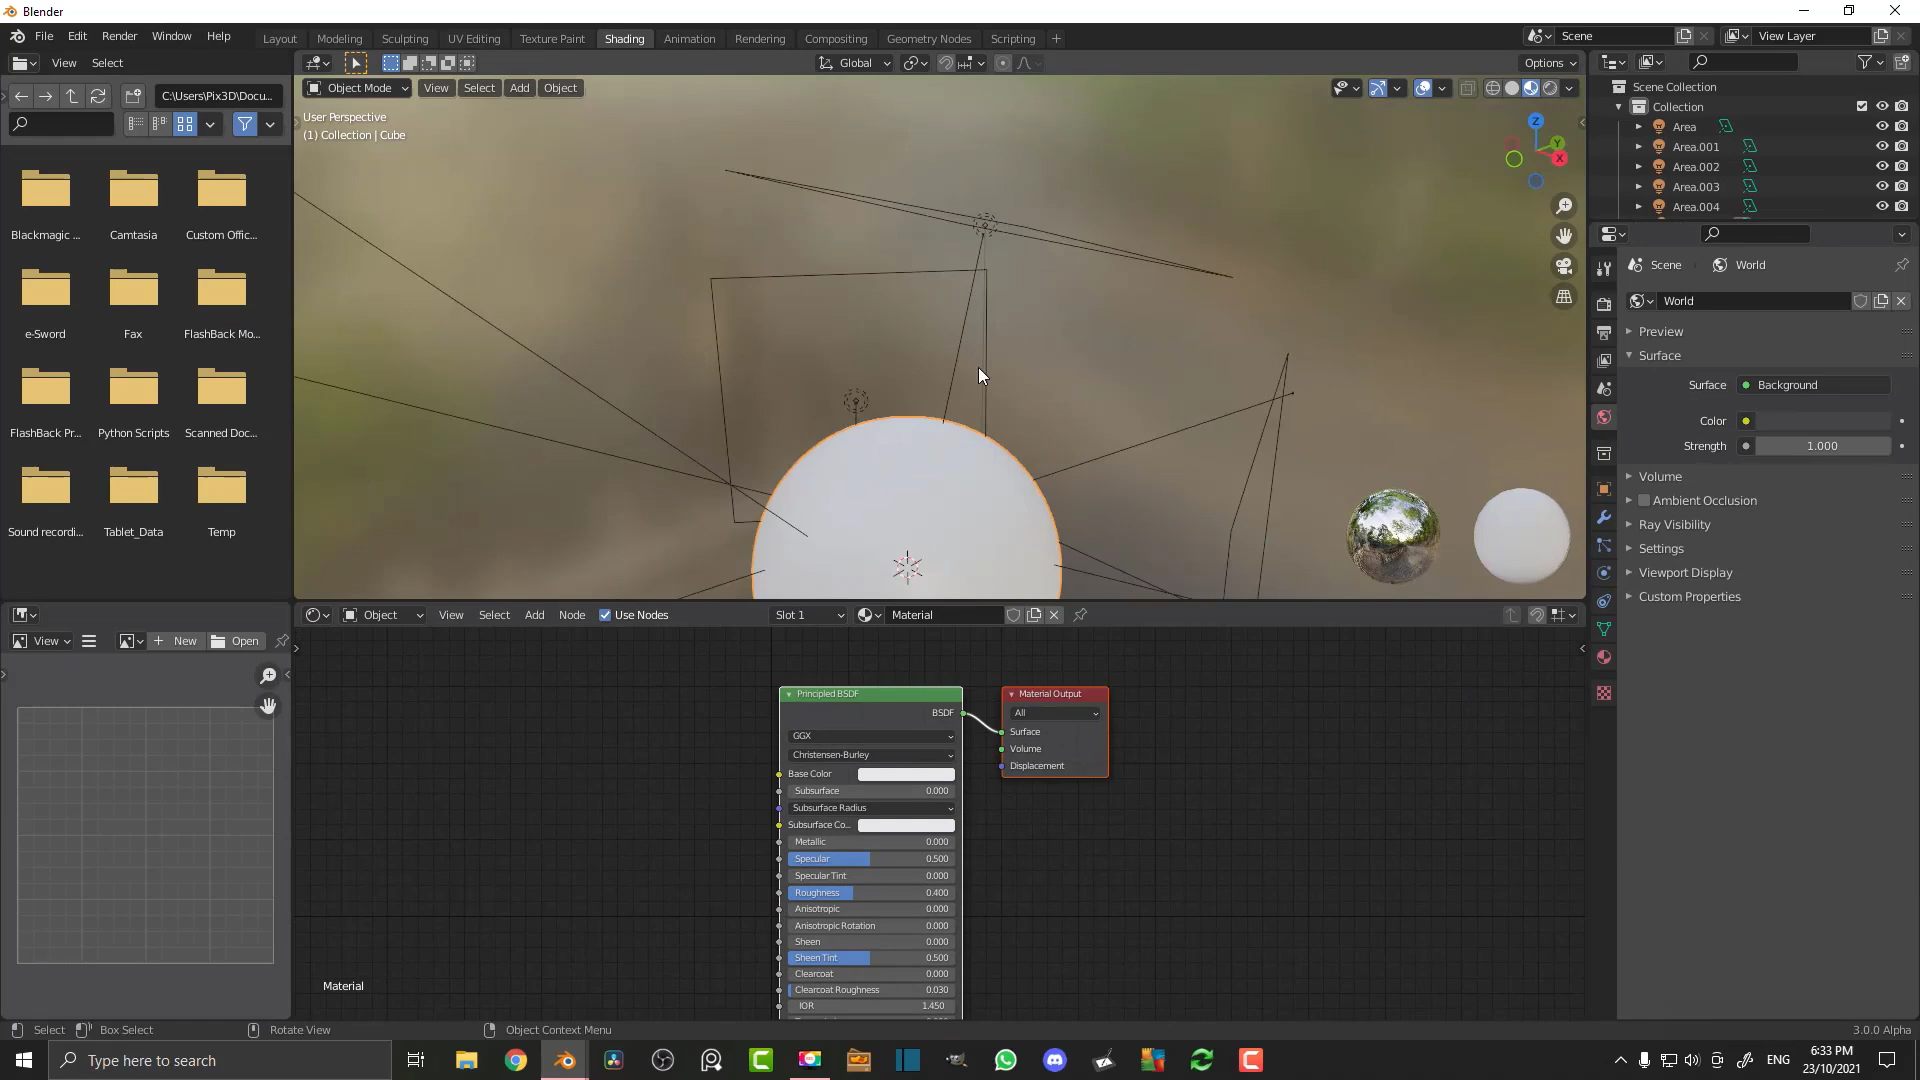 Blender
File Edit Render Window Help
Layout Modeling Sculpting UV Editing Texture Paint Shading Animation Rendering Compositing Geometry Nodes Scripting +
Scene
View Layer
View Select
Global
Options
C:\Users\Pix3D\Docu...
Object Mode View Select Add Object
User Perspective
(1) Collection | Cube
Z
Y
X
Scene Collection
Collection
Area
Area.001
Area.002
Area.003
Area.004
Blackmagic ...
Camtasia
Custom Offic...
e-Sword
Fax
FlashBack Mo...
FlashBack Pr...
Python Scripts
Scanned Doc...
Sound recordi...
Tablet_Data
Temp
Scene World
World
Preview
Surface
Surface Background
Color
Strength 1.000
Volume
Ambient Occlusion
Ray Visibility
Settings
Viewport Display
Custom Properties
View New Open
Object View Select Add Node Use Nodes Slot 1 Material
Principled BSDF
BSDF
GGX
Christensen-Burley
Base Color
Subsurface 0.000
Subsurface Radius
Subsurface Co...
Metallic 0.000
Specular 0.500
Specular Tint 0.000
Roughness 0.400
Anisotropic 0.000
Anisotropic Rotation 0.000
Sheen 0.000
Sheen Tint 0.500
Clearcoat 0.000
Clearcoat Roughness 0.030
IOR 1.450
Material Output
All
Surface
Volume
Displacement
Material
Select Box Select Rotate View Object Context Menu 3.0.0 Alpha
Type here to search
ENG
6:33 PM
23/10/2021